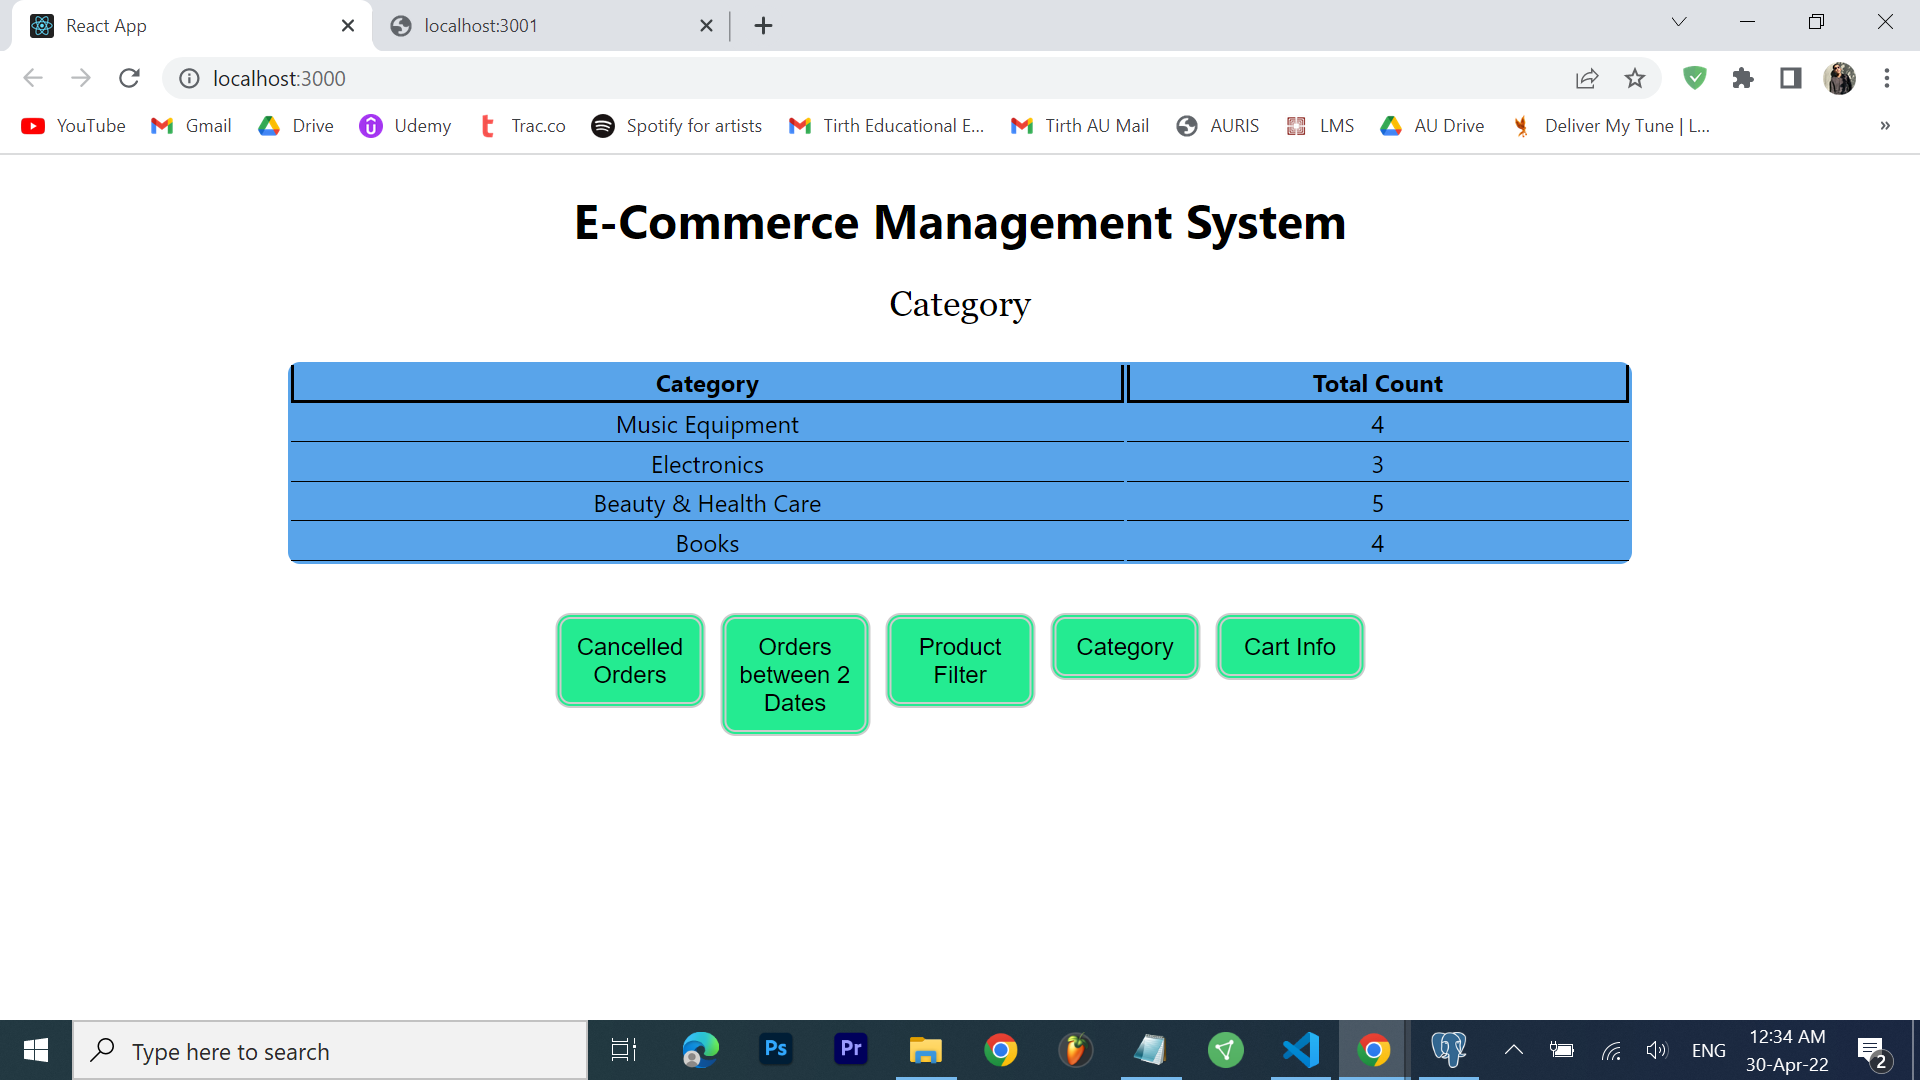 React App
localhost:3001
localhost:3000
YouTube Gmail Drive Udemy Trac.co Spotify for artists Tirth Educational E... Tirth AU Mail AURIS LMS AU Drive Deliver My Tune | L... »
E-Commerce Management System
Category
Category Total Count
Music Equipment 4
Electronics 3
Beauty & Health Care 5
Books 4
Cancelled
Orders
Orders
between 2
Dates
Product
Filter
Category
Cart Info
Type here to search
Ps
Pr
ENG
12:34 AM
30-Apr-22
2